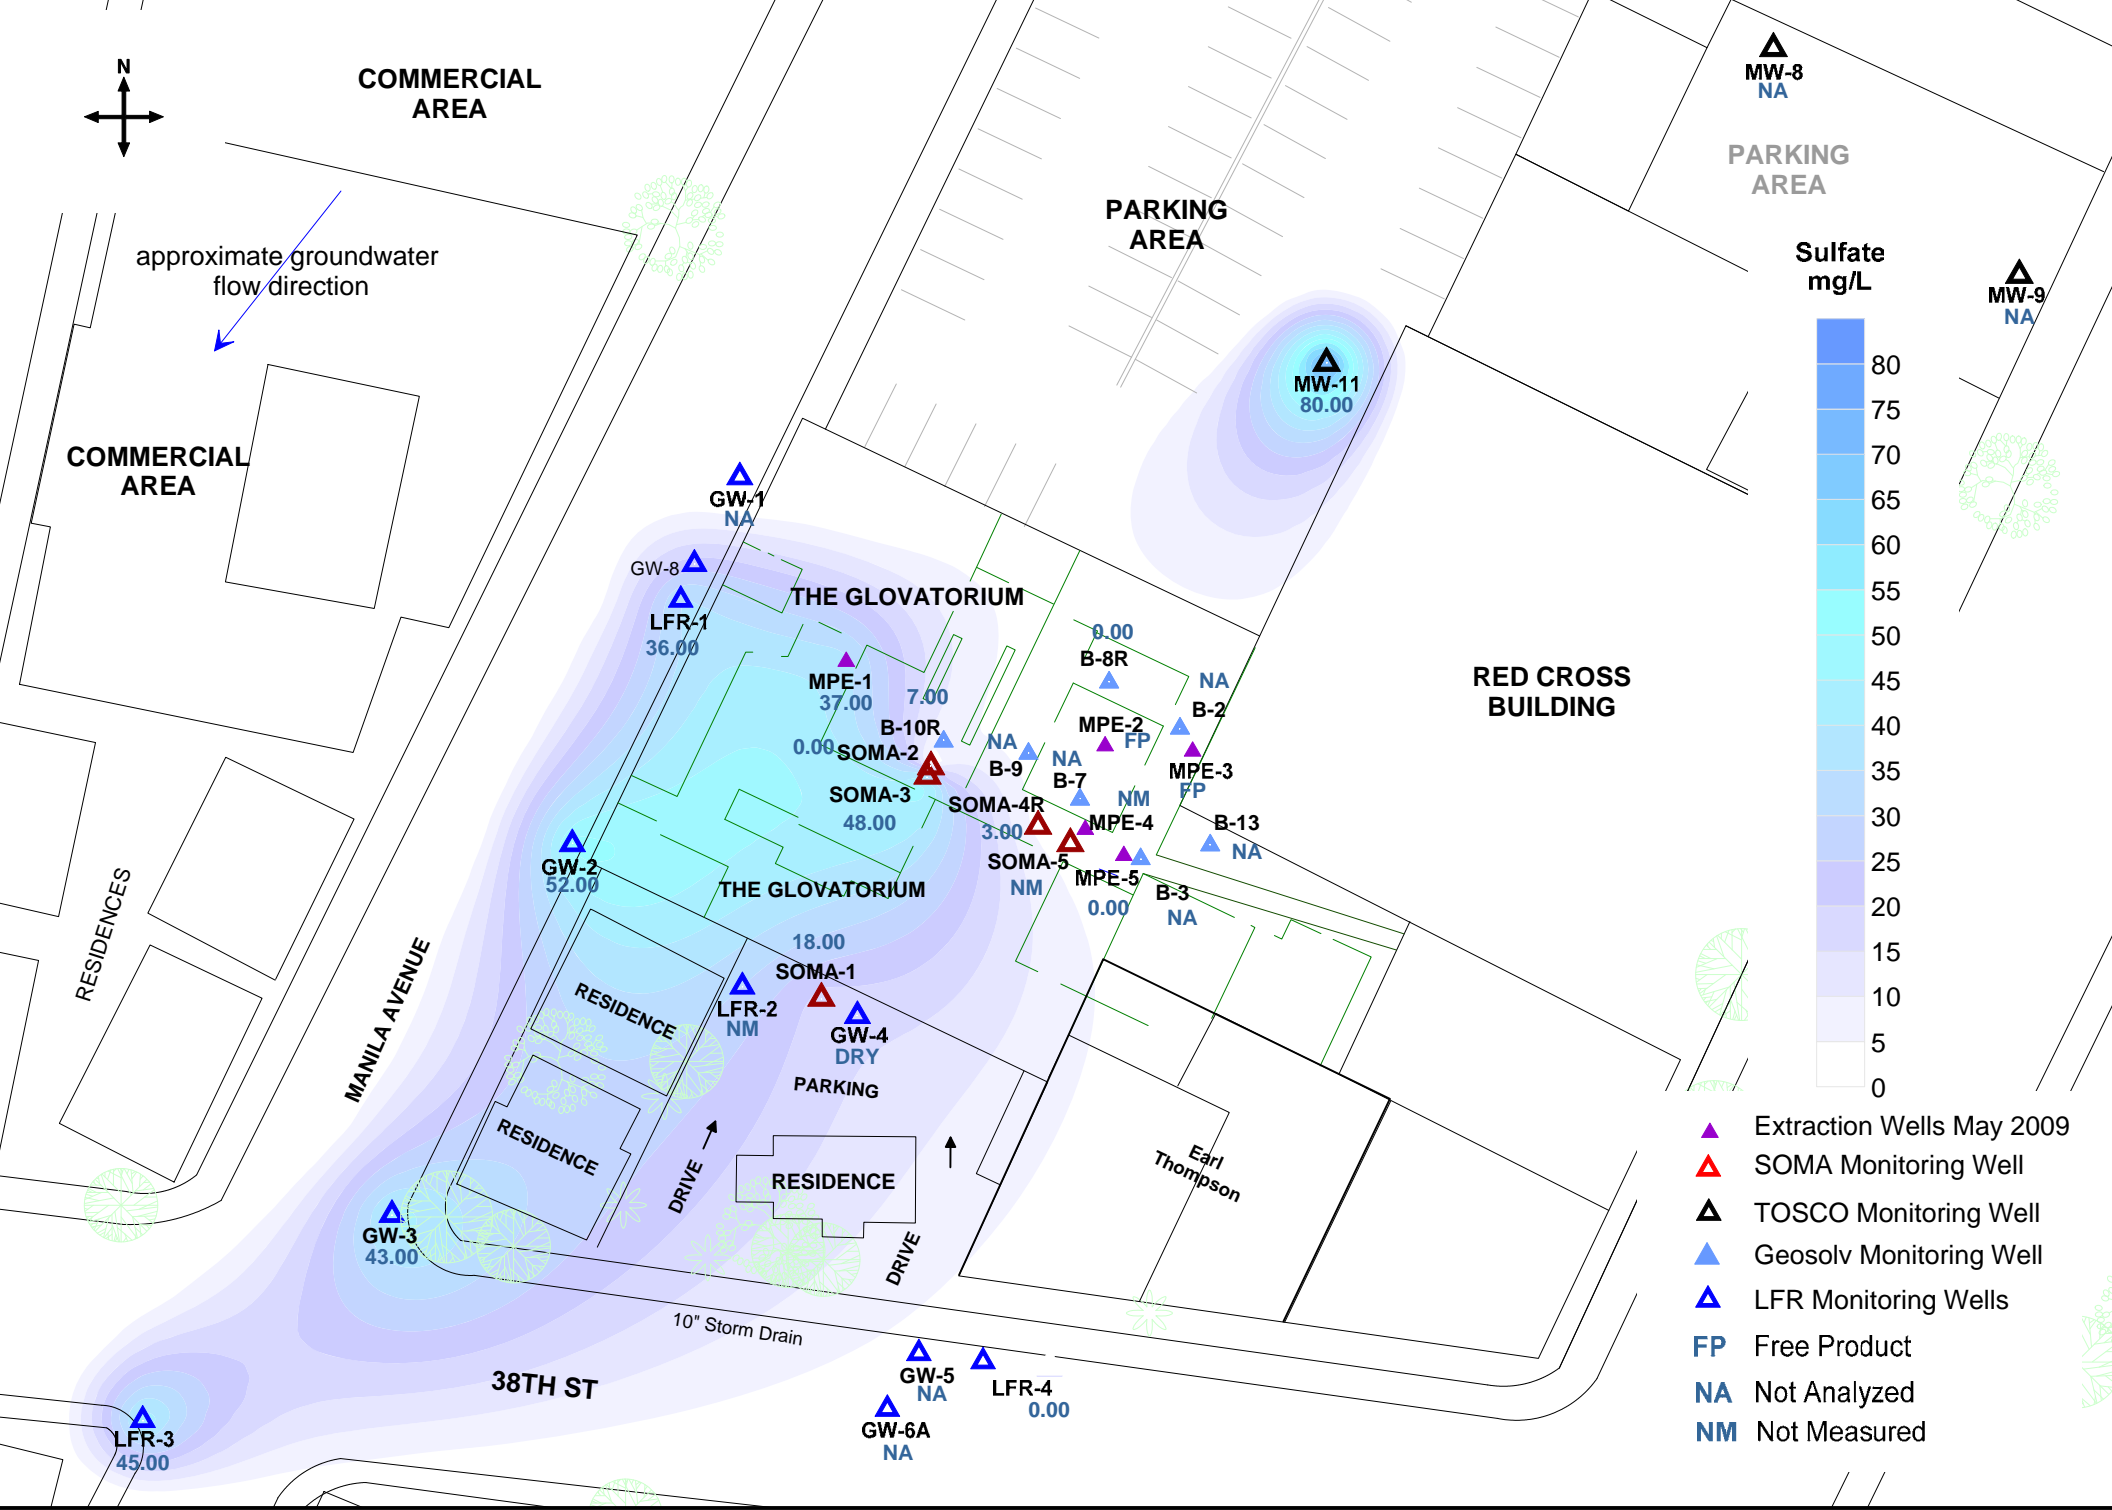 N
COMMERCIAL
AREA
MW-8
NA
PARKING
AREA
PARKING
AREA
approximate groundwater
flow direction
Sulfate
mg/L
MW-9
NA
80
75
70
65
60
55
50
45
40
35
30
25
20
15
10
5
0
MW-11
80.00
COMMERCIAL
AREA
GW-1
NA
GW-8
LFR-1
36.00
THE GLOVATORIUM
0.00
B-8R
MPE-1
37.00
7.00
NA
B-2
RED CROSS
BUILDING
B-10R
0.00
SOMA-2
MPE-2
FP
NA
B-9
NA
B-7
MPE-3
FP
SOMA-3
48.00
SOMA-4R
3.00
NM
MPE-4
B-13
NA
SOMA-5
NM
MPE-5
0.00
B-3
NA
GW-2
52.00
THE GLOVATORIUM
18.00
SOMA-1
RESIDENCES
MANILA AVENUE
RESIDENCE
LFR-2
NM
GW-4
DRY
PARKING
RESIDENCE
DRIVE
RESIDENCE
DRIVE
Earl
Thompson
GW-3
43.00
10" Storm Drain
38TH ST
GW-5
NA
LFR-4
0.00
GW-6A
NA
LFR-3
45.00
Extraction Wells May 2009
SOMA Monitoring Well
TOSCO Monitoring Well
Geosolv Monitoring Well
LFR Monitoring Wells
FP Free Product
NA Not Analyzed
NM Not Measured